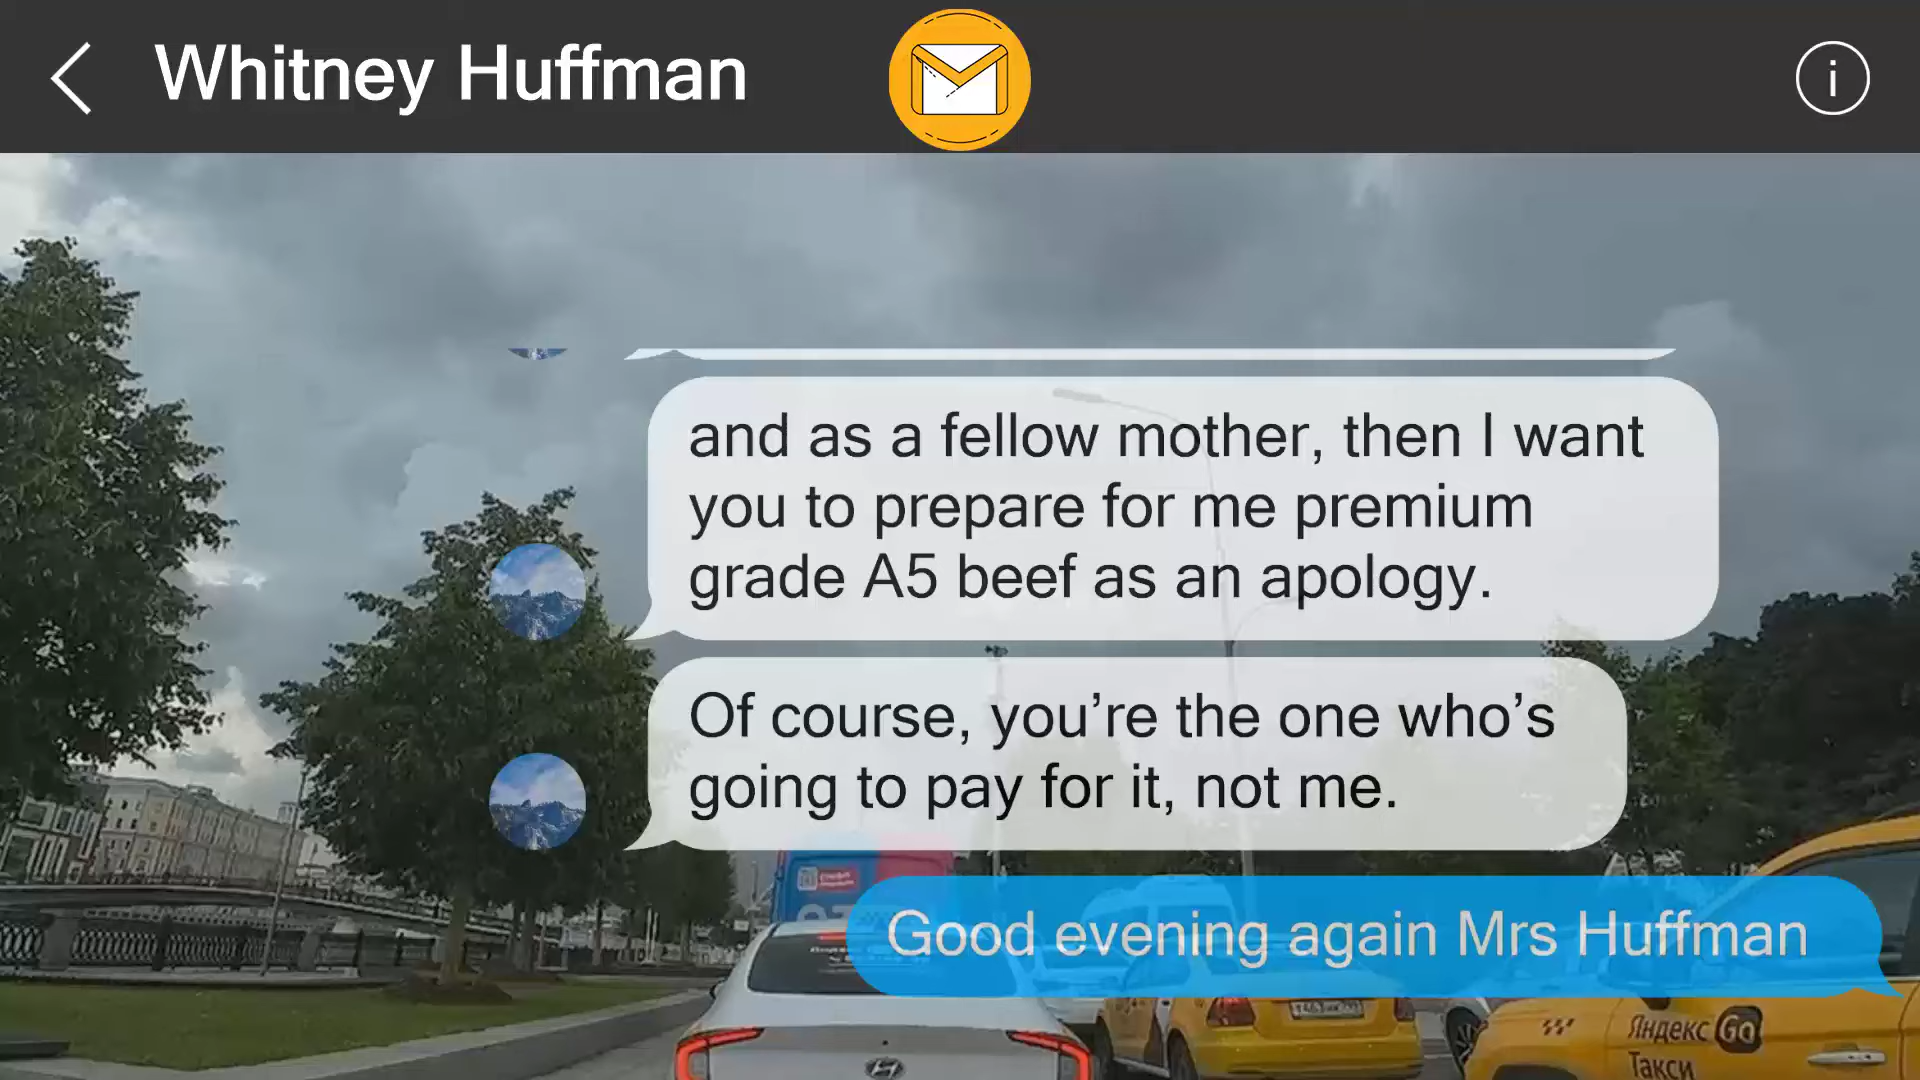 Whitney Huffman
and as a fellow mother, then I want
you to prepare for me premium
grade A5 beef as an apology.
Of course, you’re the one who’s
going to pay for it, not me.
Good evening again Mrs Huffman
Яндекс Go
Такси